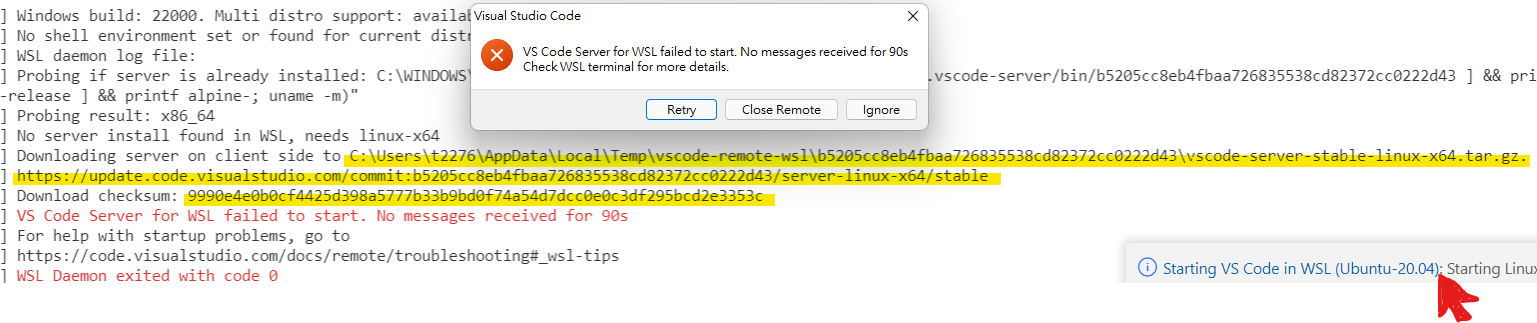 ] Windows build: 22000. Multi distro support: availa
] No shell environment set or found for current distr
] WSL daemon log file:
] Probing if server is already installed: C:\WINDOWS\
.vscode-server/bin/b5205cc8eb4fbaa726835538cd82372cc0222d43 ] && pri
-release ] && printf alpine-; uname -m)"
] Probing result: x86_64
] No server install found in WSL, needs linux-x64
] Downloading server on client side to C:\Users\t2276\AppData\Local\Temp\vscode-remote-wsl\b5205cc8eb4fbaa726835538cd82372cc0222d43\vscode-server-stable-linux-x64.tar.gz.
] https://update.code.visualstudio.com/commit:b5205cc8eb4fbaa726835538cd82372cc0222d43/server-linux-x64/stable
] Download checksum: 9990e4e0b0cf4425d398a5777b33b9bd0f74a54d7dcc0e0c3df295bcd2e3353c
] VS Code Server for WSL failed to start. No messages received for 90s
] For help with startup problems, go to
] https://code.visualstudio.com/docs/remote/troubleshooting#_wsl-tips
] WSL Daemon exited with code 0
Visual Studio Code
VS Code Server for WSL failed to start. No messages received for 90s
Check WSL terminal for more details.
Retry
Close Remote
Ignore
Starting VS Code in WSL (Ubuntu-20.04): Starting Linux